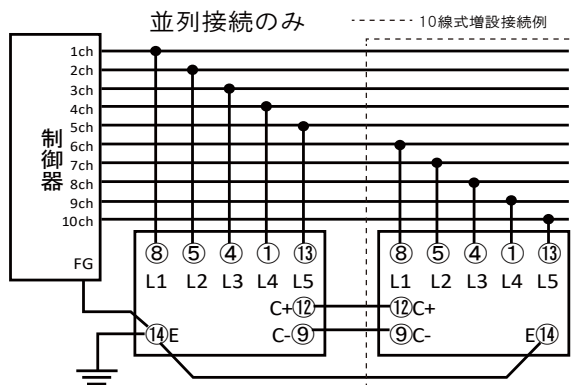 並列接続のみ
10線式増設接続例
制御器
1ch
2ch
3ch
4ch
5ch
6ch
7ch
8ch
9ch
10ch
FG
⑧ ⑤ ④ ① ⑬
L1 L2 L3 L4 L5
C+⑫
⑭E C-⑨
⑧ ⑤ ④ ① ⑬
L1 L2 L3 L4 L5
⑫C+
⑨C- E⑭